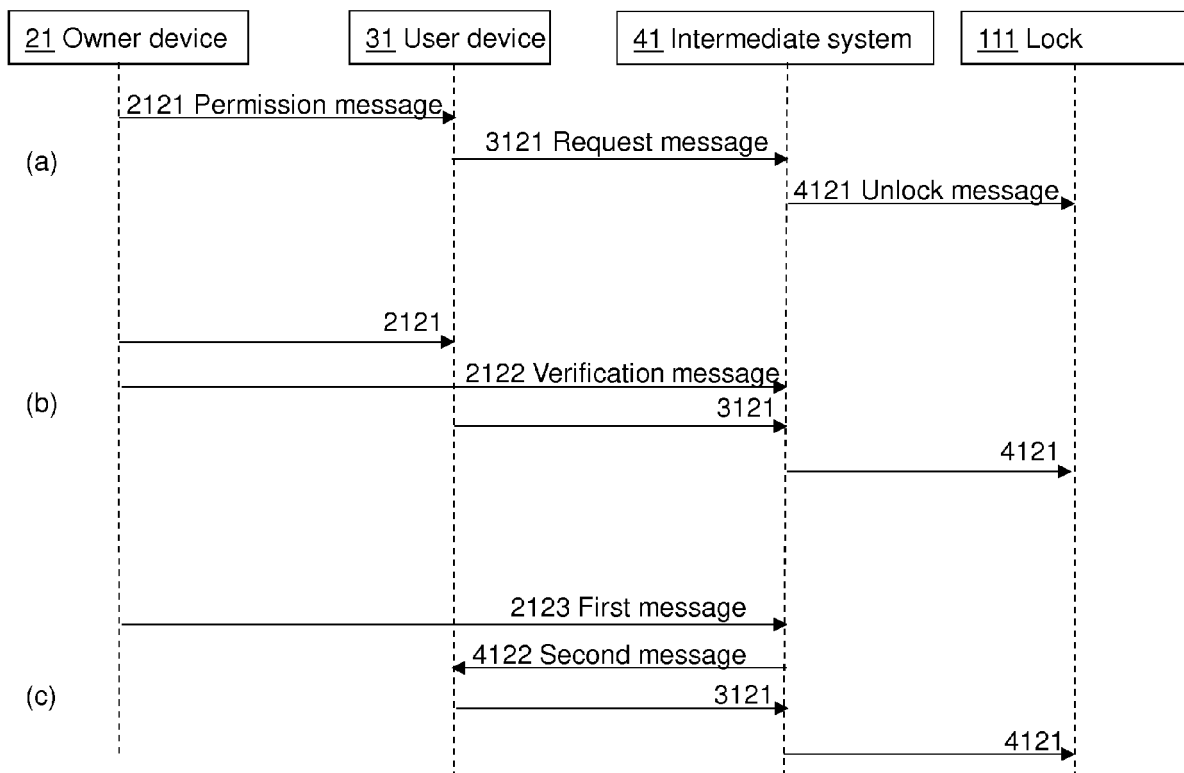 21 Owner device
31 User device
41 Intermediate system
111 Lock
2121 Permission message
3121 Request message
(a)
4121 Unlock message
2121
2122 Verification message
(b)
3121
4121
2123 First message
4122 Second message
(c)
3121
4121